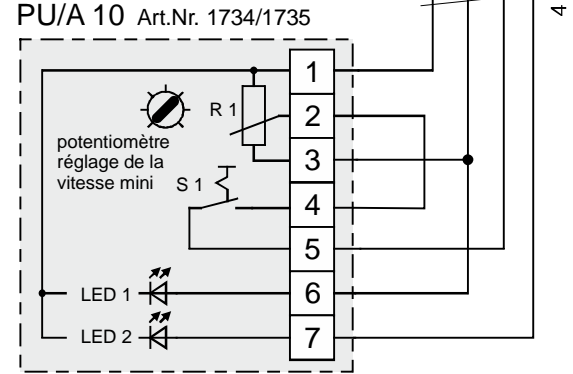 PU/A 10 Art.Nr. 1734/1735
4
1
R 1
2
potentiomètre
réglage de la
vitesse mini
3
S 1
4
5
LED 1
6
LED 2
7